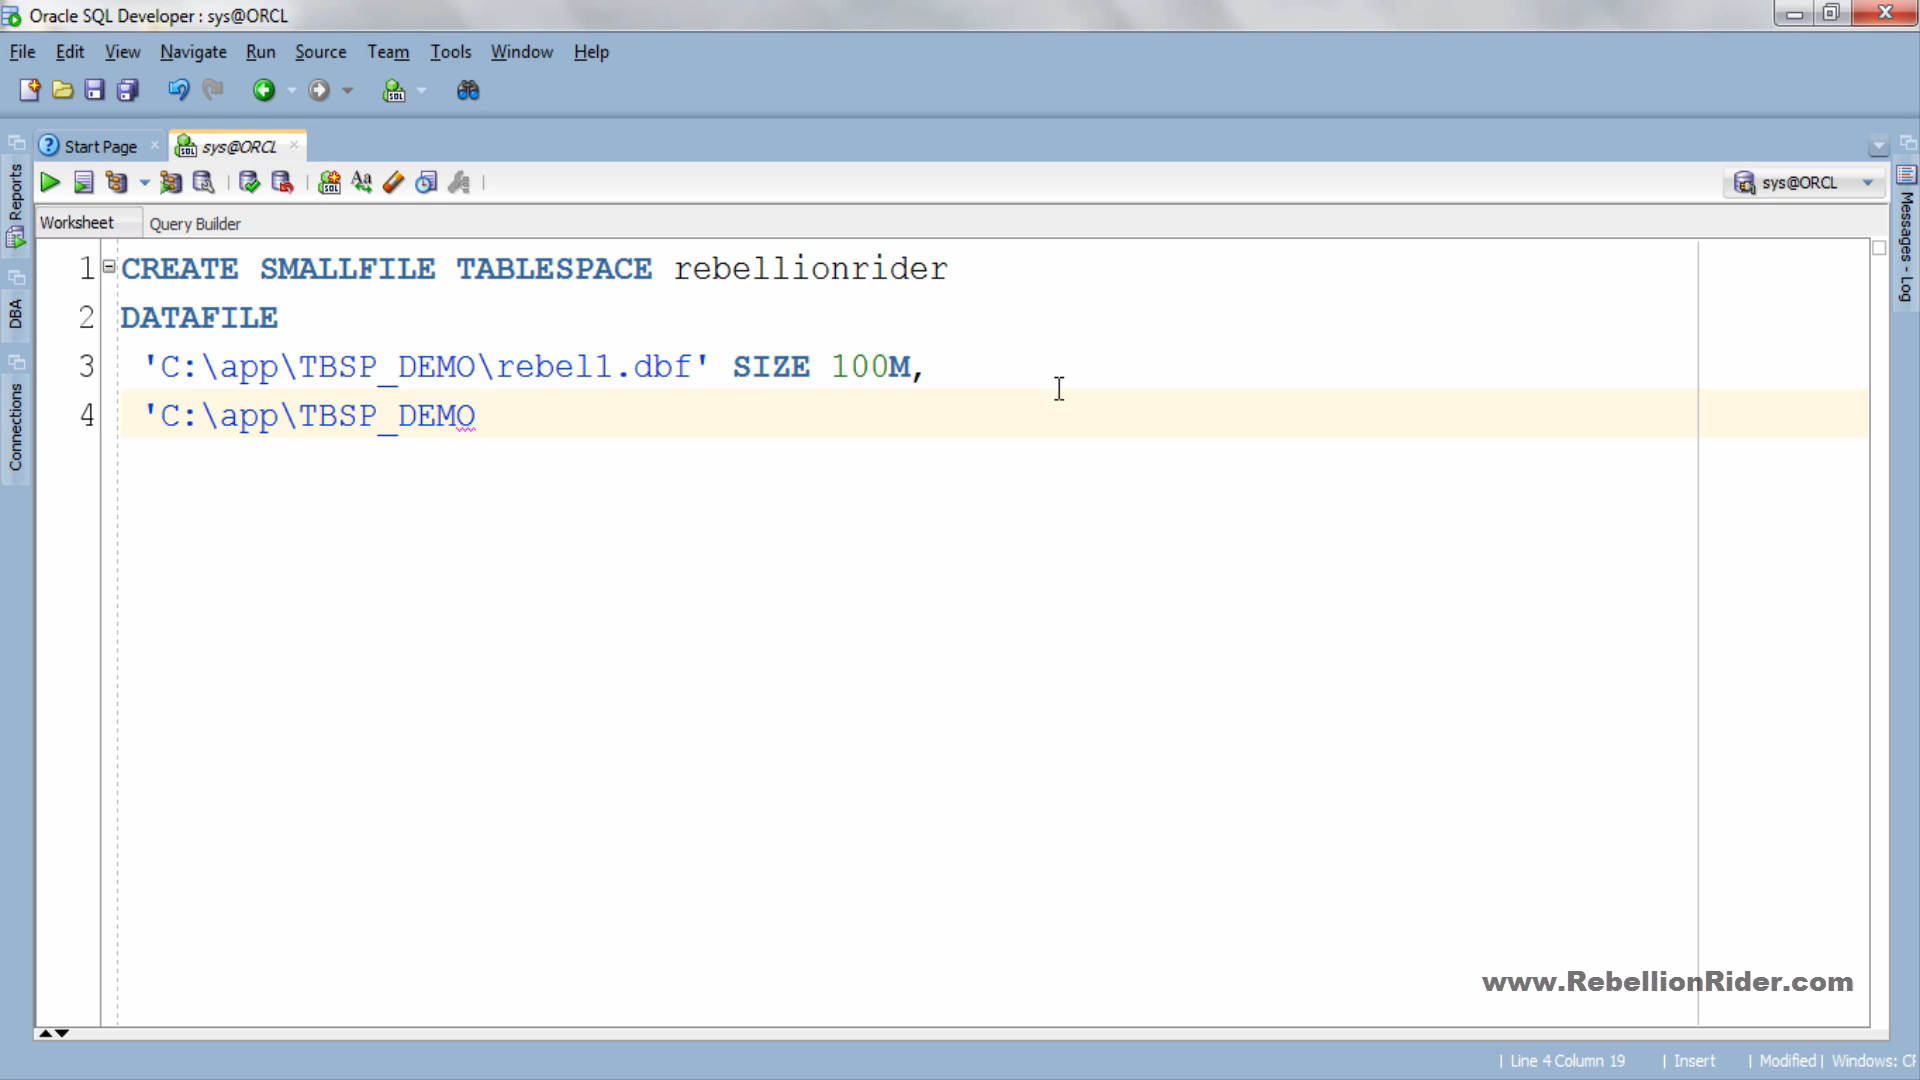 Oracle SQL Developer : sys@ORCL
File Edit View Navigate Run Source Team Tools Window Help
Start Page
sys@ORCL
sys@ORCL
Worksheet
Query Builder
Reports
DBA
Connections
Messages - Log
1 CREATE SMALLFILE TABLESPACE rebellionrider
2 DATAFILE
3 'C:\app\TBSP_DEMO\rebel1.dbf' SIZE 100M,
4 'C:\app\TBSP_DEMO
www.RebellionRider.com
| Line 4 Column 19 | Insert | Modified | Windows: CF